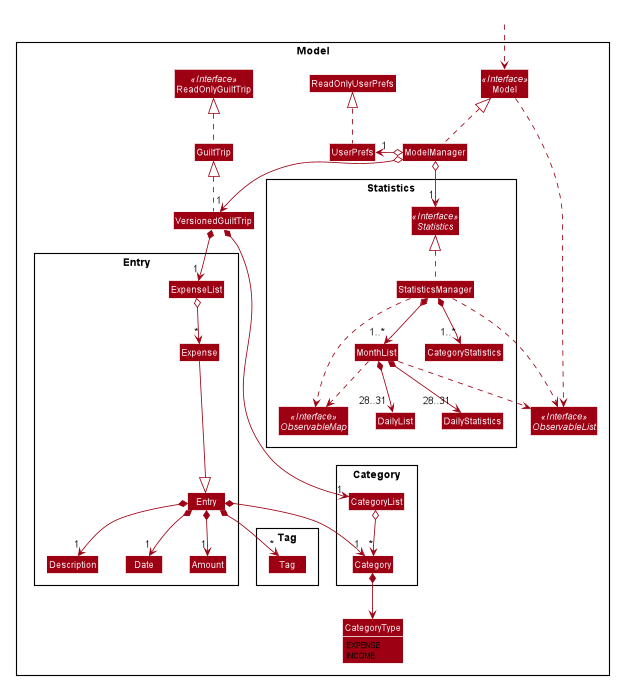 Model
«Interface»
ReadOnlyGuiltTrip
ReadOnlyUserPrefs
«Interface»
Model
GuiltTrip
UserPrefs
1
ModelManager
Statistics
1
VersionedGuiltTrip
1
«Interface»
Statistics
Entry
1
ExpenseList
StatisticsManager
*
Expense
1..*
MonthList
1..*
CategoryStatistics
28..31
DailyList
28..31
DailyStatistics
«Interface»
ObservableMap
«Interface»
ObservableList
Category
1
CategoryList
Entry
Tag
1
Description
1
Date
1
Amount
*
Tag
1
*
Category
CategoryType
EXPENSE
INCOME